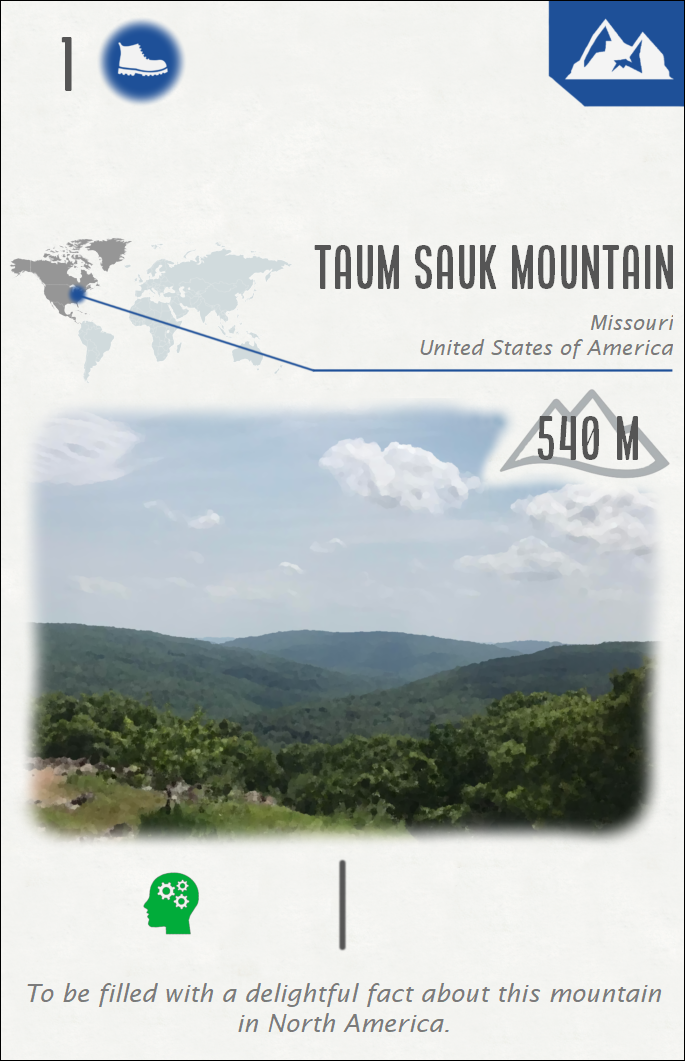 1
TAUM SAUK MOUNTAIN
Missouri
United States of America
540 M
To be filled with a delightful fact about this mountain
in North America.